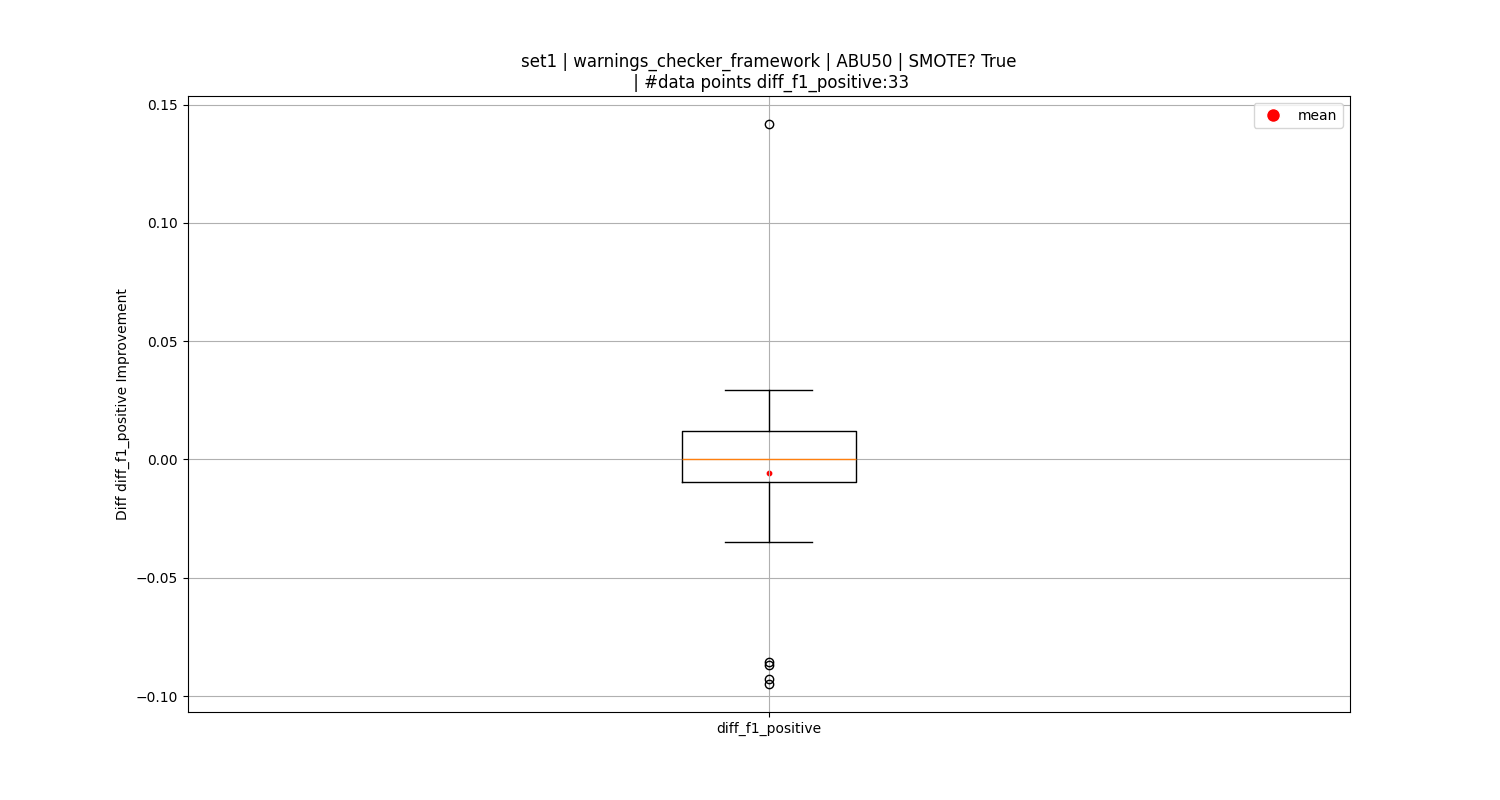 set1 | warnings_checker_framework | ABU50 | SMOTE? True
| #data points diff_f1_positive:33
mean
0.15
0.10
0.05
0.00
−0.05
−0.10
Diff diff_f1_positive Improvement
diff_f1_positive